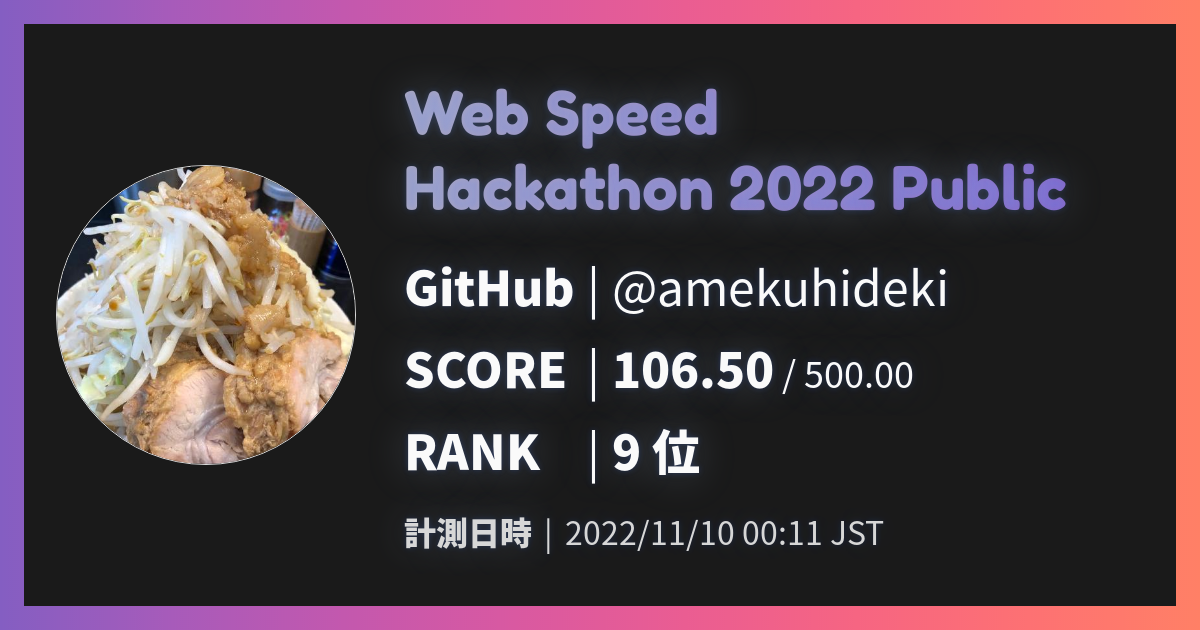 Web Speed
Hackathon 2022 Public
GitHub | @amekuhideki
SCORE | 106.50 / 500.00
RANK | 9 位
計測日時 | 2022/11/10 00:11 JST